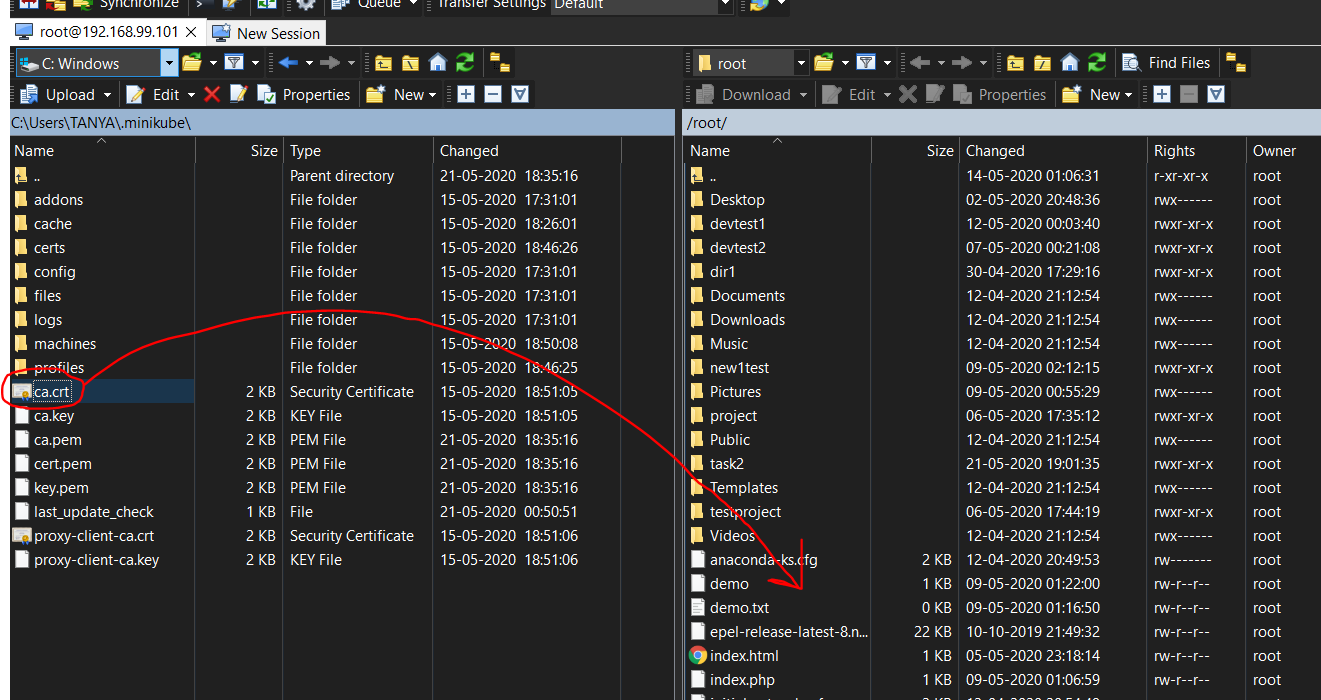 Synchronize Queue Transfer Settings Default
root@192.168.99.101 × New Session
C: Windows
root Find Files
Upload Edit Properties New
Download Edit Properties New
C:\Users\TANYA\.minikube\
/root/
Name Size Type Changed
.. Parent directory 21-05-2020 18:35:16
addons File folder 15-05-2020 17:31:01
cache File folder 15-05-2020 18:26:01
certs File folder 15-05-2020 18:46:26
config File folder 15-05-2020 17:31:01
files File folder 15-05-2020 17:31:01
logs File folder 15-05-2020 17:31:01
machines File folder 15-05-2020 18:50:08
profiles File folder 15-05-2020 18:46:25
ca.crt 2 KB Security Certificate 15-05-2020 18:51:05
ca.key 2 KB KEY File 15-05-2020 18:51:05
ca.pem 2 KB PEM File 21-05-2020 18:35:16
cert.pem 2 KB PEM File 21-05-2020 18:35:16
key.pem 2 KB PEM File 21-05-2020 18:35:16
last_update_check 1 KB File 21-05-2020 00:50:51
proxy-client-ca.crt 2 KB Security Certificate 15-05-2020 18:51:06
proxy-client-ca.key 2 KB KEY File 15-05-2020 18:51:06
Name Size Changed Rights Owner
.. 14-05-2020 01:06:31 r-xr-xr-x root
Desktop 02-05-2020 20:48:36 rwx------ root
devtest1 12-05-2020 00:03:40 rwxr-xr-x root
devtest2 07-05-2020 00:21:08 rwxr-xr-x root
dir1 30-04-2020 17:29:16 rwxr-xr-x root
Documents 12-04-2020 21:12:54 rwx------ root
Downloads 12-04-2020 21:12:54 rwx------ root
Music 12-04-2020 21:12:54 rwx------ root
new1test 09-05-2020 02:12:15 rwxr-xr-x root
Pictures 09-05-2020 00:55:29 rwx------ root
project 06-05-2020 17:35:12 rwxr-xr-x root
Public 12-04-2020 21:12:54 rwx------ root
task2 21-05-2020 19:01:35 rwxr-xr-x root
Templates 12-04-2020 21:12:54 rwx------ root
testproject 06-05-2020 17:44:19 rwxr-xr-x root
Videos 12-04-2020 21:12:54 rwx------ root
anaconda-ks.cfg 2 KB 12-04-2020 20:49:53 rw------- root
demo 1 KB 09-05-2020 01:22:00 rw-r--r-- root
demo.txt 0 KB 09-05-2020 01:16:50 rw-r--r-- root
epel-release-latest-8.n... 22 KB 10-10-2019 21:49:32 rw-r--r-- root
index.html 1 KB 05-05-2020 23:18:14 rw-r--r-- root
index.php 1 KB 09-05-2020 01:06:59 rw-r--r-- root